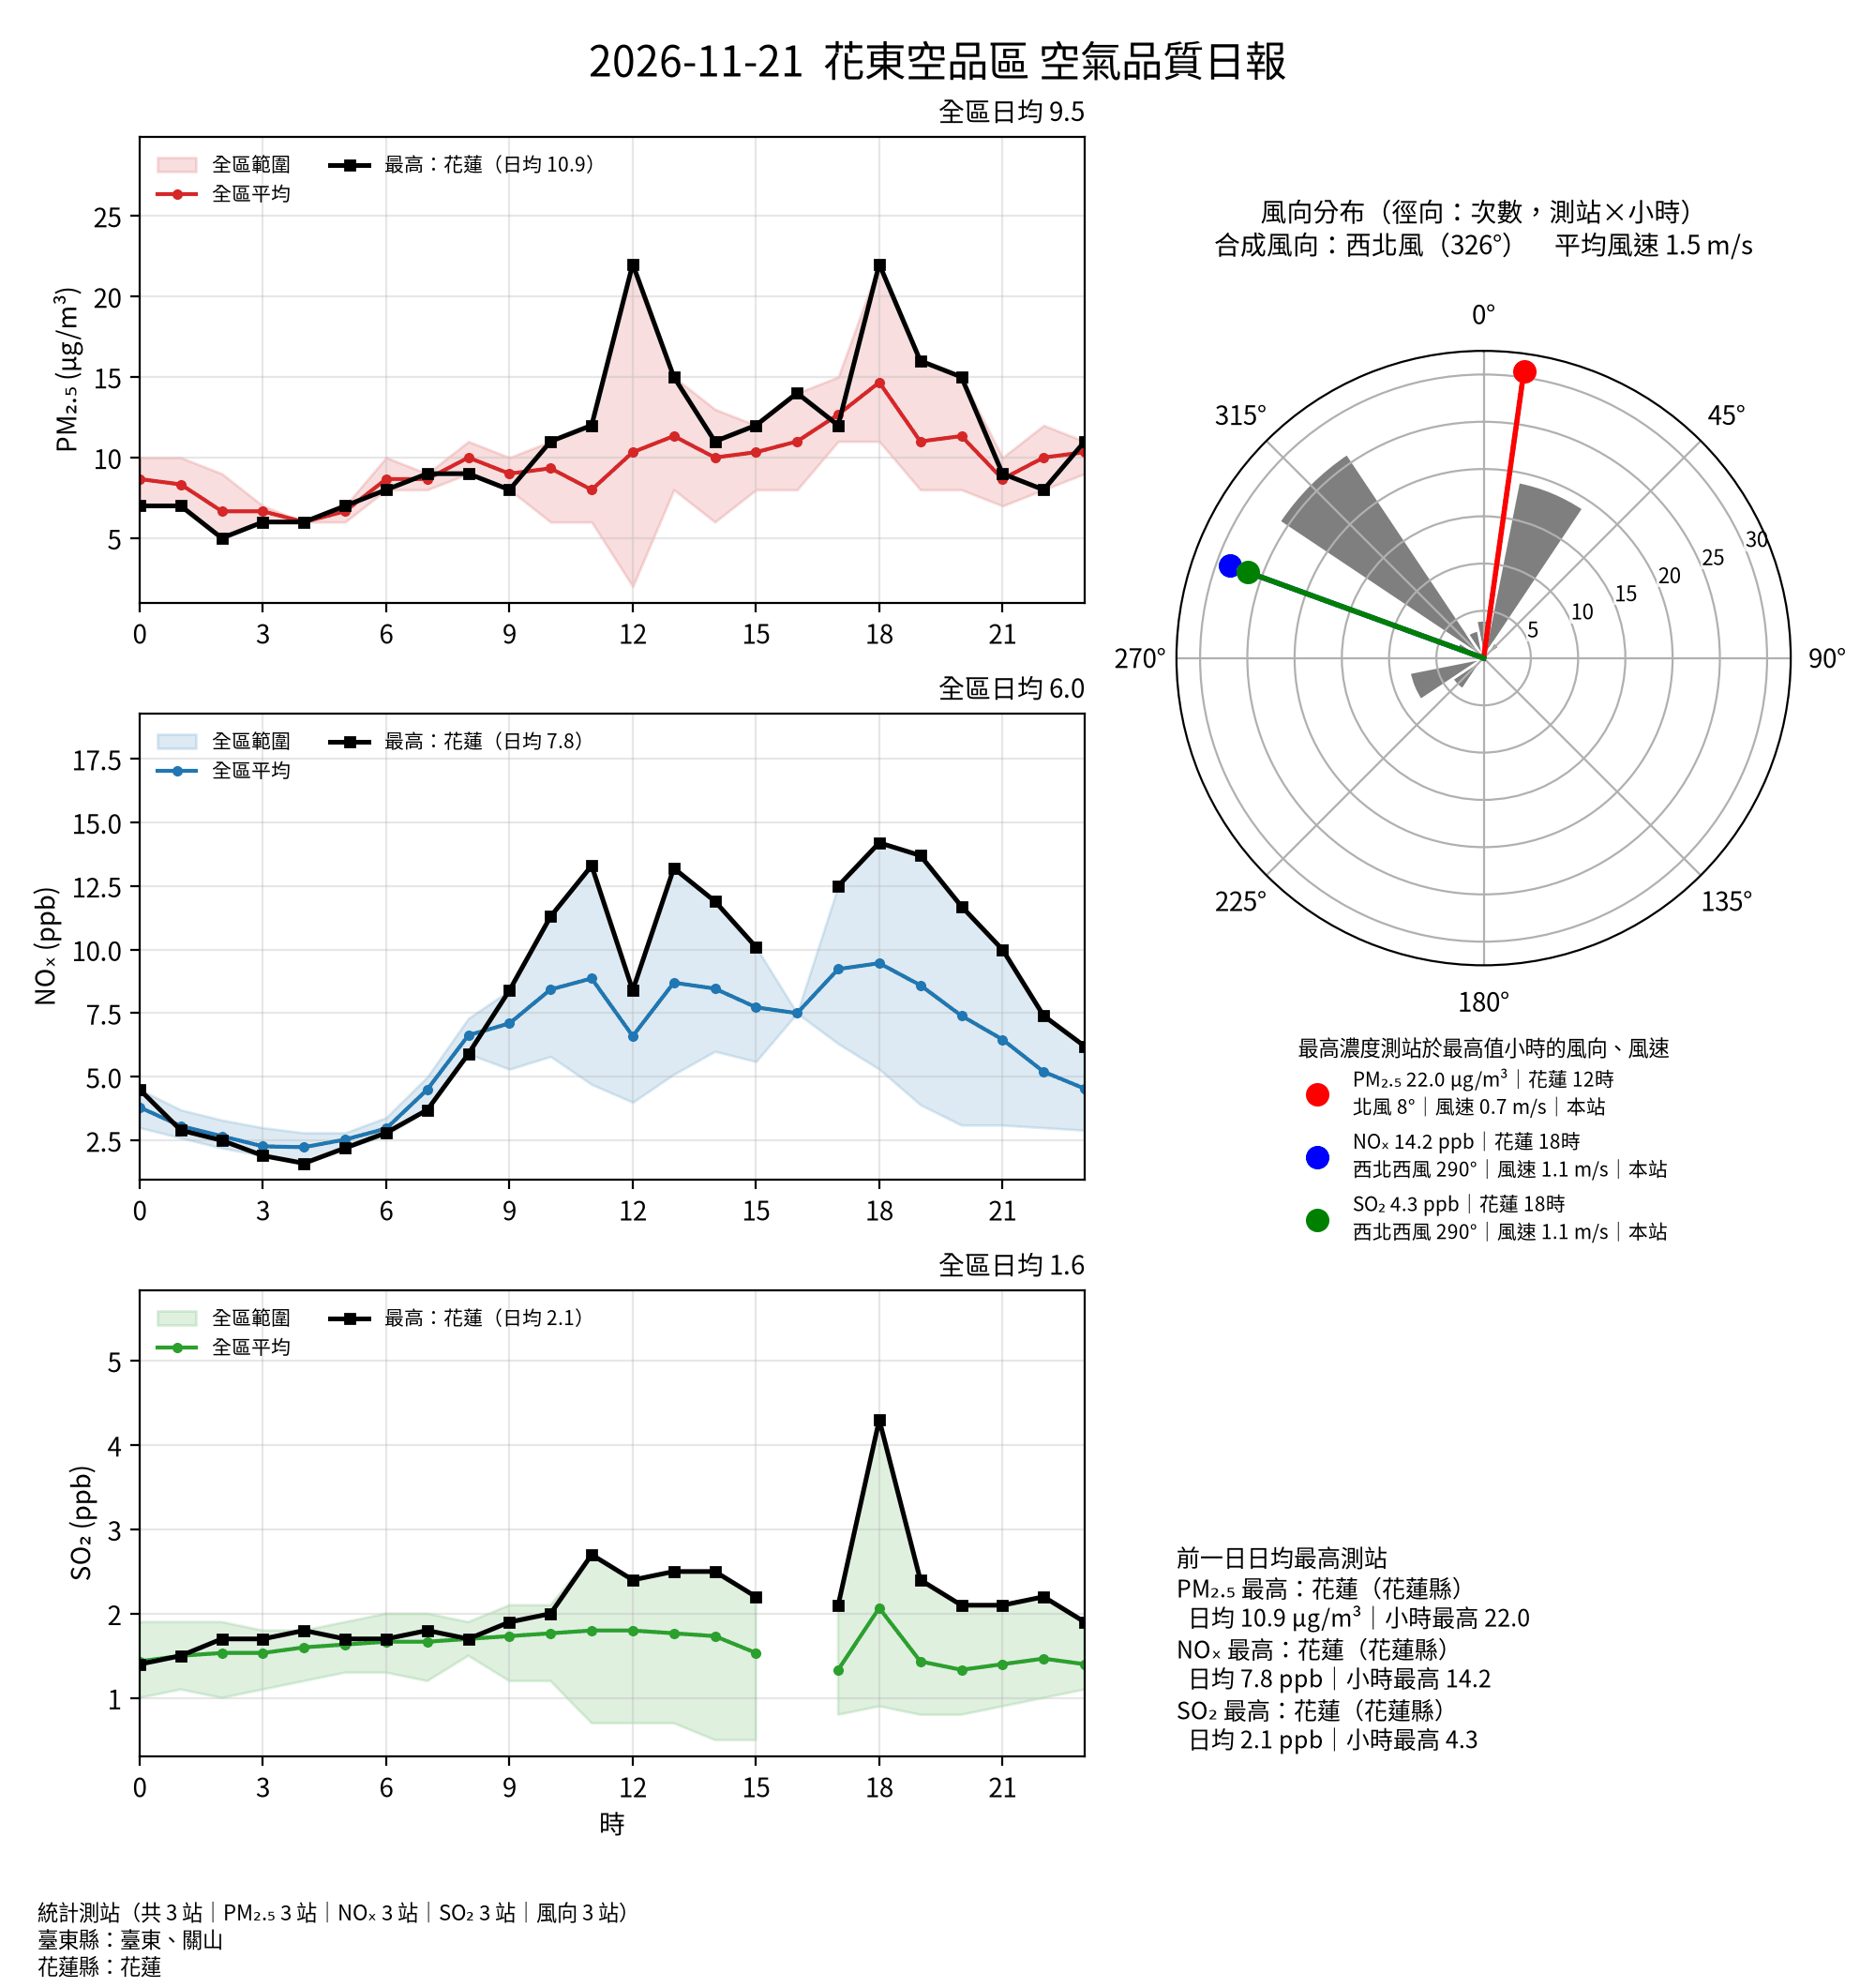 2026-11-21 花東空品區 空氣品質日報
全區日均 9.5
全區範圍
全區平均
最高：花蓮（日均 10.9）
PM₂.₅ (μg/m³)
25
20
15
10
5
0 3 6 9 12 15 18 21
全區日均 6.0
全區範圍
全區平均
最高：花蓮（日均 7.8）
NOₓ (ppb)
17.5
15.0
12.5
10.0
7.5
5.0
2.5
0 3 6 9 12 15 18 21
全區日均 1.6
全區範圍
全區平均
最高：花蓮（日均 2.1）
SO₂ (ppb)
5
4
3
2
1
0 3 6 9 12 15 18 21
時
風向分布（徑向：次數，測站×小時）
合成風向：西北風（326°） 平均風速 1.5 m/s
0°
45°
90°
135°
180°
225°
270°
315°
5
10
15
20
25
30
最高濃度測站於最高值小時的風向、風速
PM₂.₅ 22.0 μg/m³｜花蓮 12時
北風 8°｜風速 0.7 m/s｜本站
NOₓ 14.2 ppb｜花蓮 18時
西北西風 290°｜風速 1.1 m/s｜本站
SO₂ 4.3 ppb｜花蓮 18時
西北西風 290°｜風速 1.1 m/s｜本站
前一日日均最高測站
PM₂.₅ 最高：花蓮（花蓮縣）
日均 10.9 μg/m³｜小時最高 22.0
NOₓ 最高：花蓮（花蓮縣）
日均 7.8 ppb｜小時最高 14.2
SO₂ 最高：花蓮（花蓮縣）
日均 2.1 ppb｜小時最高 4.3
統計測站（共 3 站｜PM₂.₅ 3 站｜NOₓ 3 站｜SO₂ 3 站｜風向 3 站）
臺東縣：臺東、關山
花蓮縣：花蓮